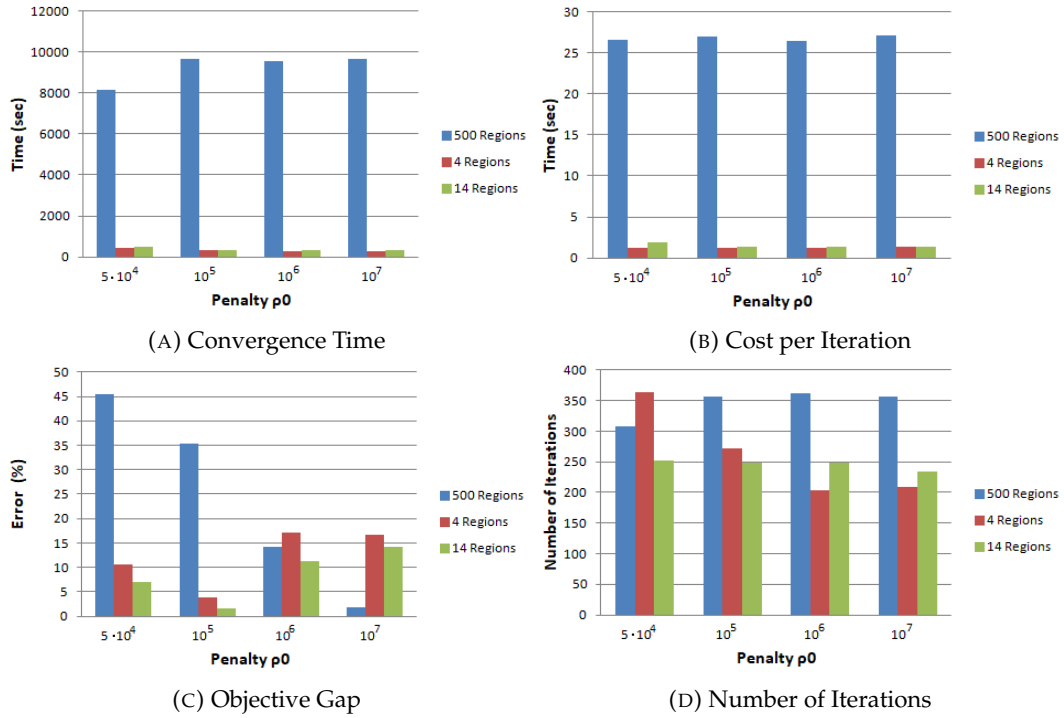 12000
10000
8000
6000
4000
2000
0
Time (sec)
5·10⁴
10⁵
10⁶
10⁷
Penalty ρ0
500 Regions
4 Regions
14 Regions
(A) Convergence Time
30
25
20
15
10
5
0
Time (sec)
5·10⁴
10⁵
10⁶
10⁷
Penalty ρ0
500 Regions
4 Regions
14 Regions
(B) Cost per Iteration
50
45
40
35
30
25
20
15
10
5
0
Error (%)
5·10⁴
10⁵
10⁶
10⁷
Penalty ρ0
500 Regions
4 Regions
14 Regions
(C) Objective Gap
400
350
300
250
200
150
100
50
0
Number of Iterations
5·10⁴
10⁵
10⁶
10⁷
Penalty ρ0
500 Regions
4 Regions
14 Regions
(D) Number of Iterations